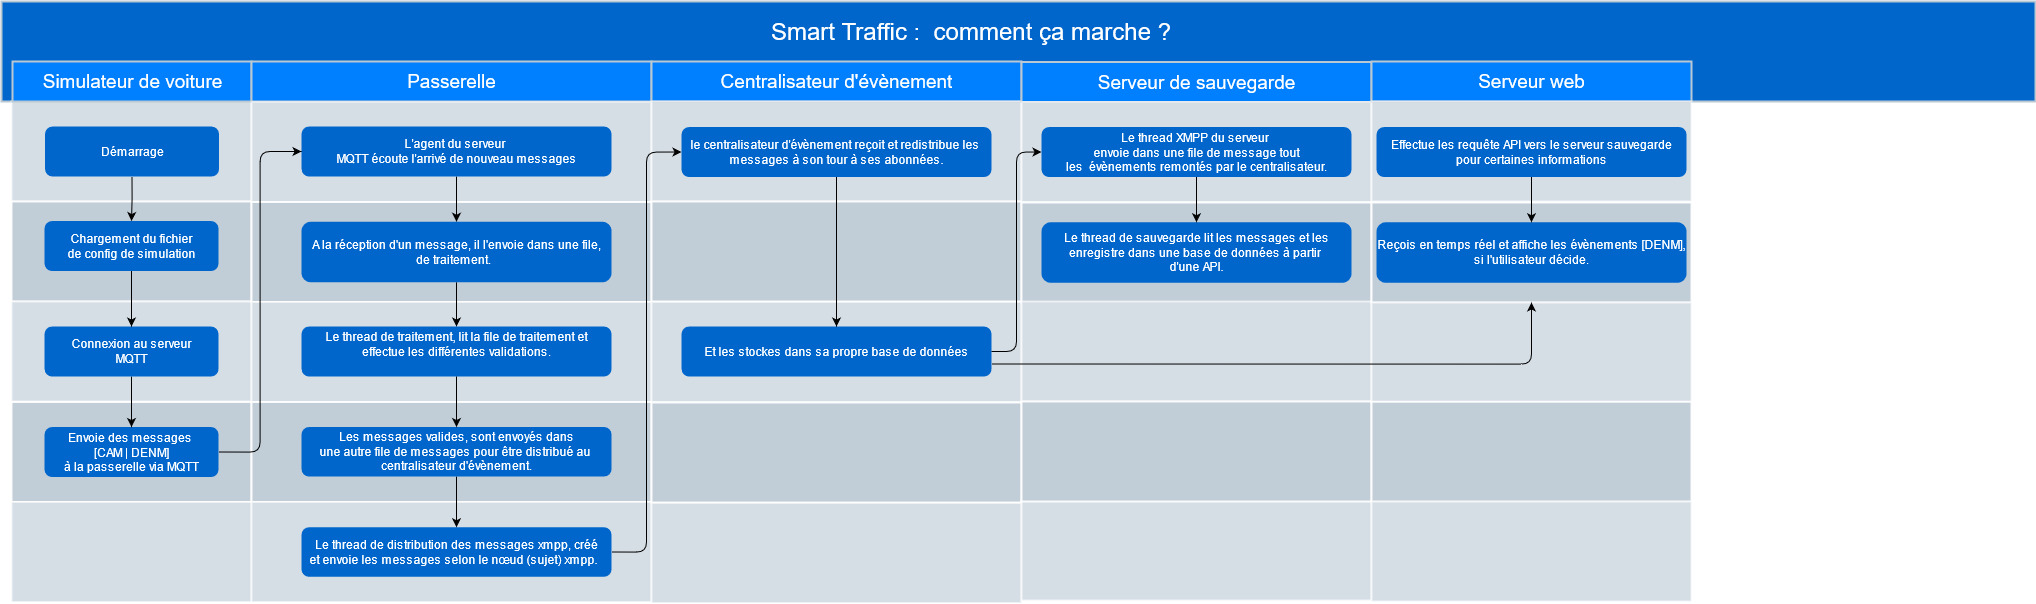 Smart Traffic :  comment ça marche ?
Simulateur de voiture
Passerelle
Centralisateur d'évènement
Serveur de sauvegarde
Serveur web
Démarrage
Chargement du fichier
de config de simulation
Connexion au serveur
MQTT
Envoie des messages
[CAM | DENM]
à la passerelle via MQTT
L'agent du serveur
MQTT écoute l'arrivé de nouveau messages
A la réception d'un message, il l'envoie dans une file,
de traitement.
Le thread de traitement, lit la file de traitement et
effectue les différentes validations.
Les messages valides, sont envoyés dans
une autre file de messages pour être distribué au
centralisateur d'évènement.
Le thread de distribution des messages xmpp, créé
et envoie les messages selon le nœud (sujet) xmpp.
le centralisateur d'évènement reçoit et redistribue les
messages à son tour à ses abonnées.
Et les stockes dans sa propre base de données
Le thread XMPP du serveur
envoie dans une file de message tout
les  évènements remontés par le centralisateur.
Le thread de sauvegarde lit les messages et les
enregistre dans une base de données à partir
d'une API.
Effectue les requête API vers le serveur sauvegarde
pour certaines informations
Reçois en temps réel et affiche les évènements [DENM],
si l'utilisateur décide.